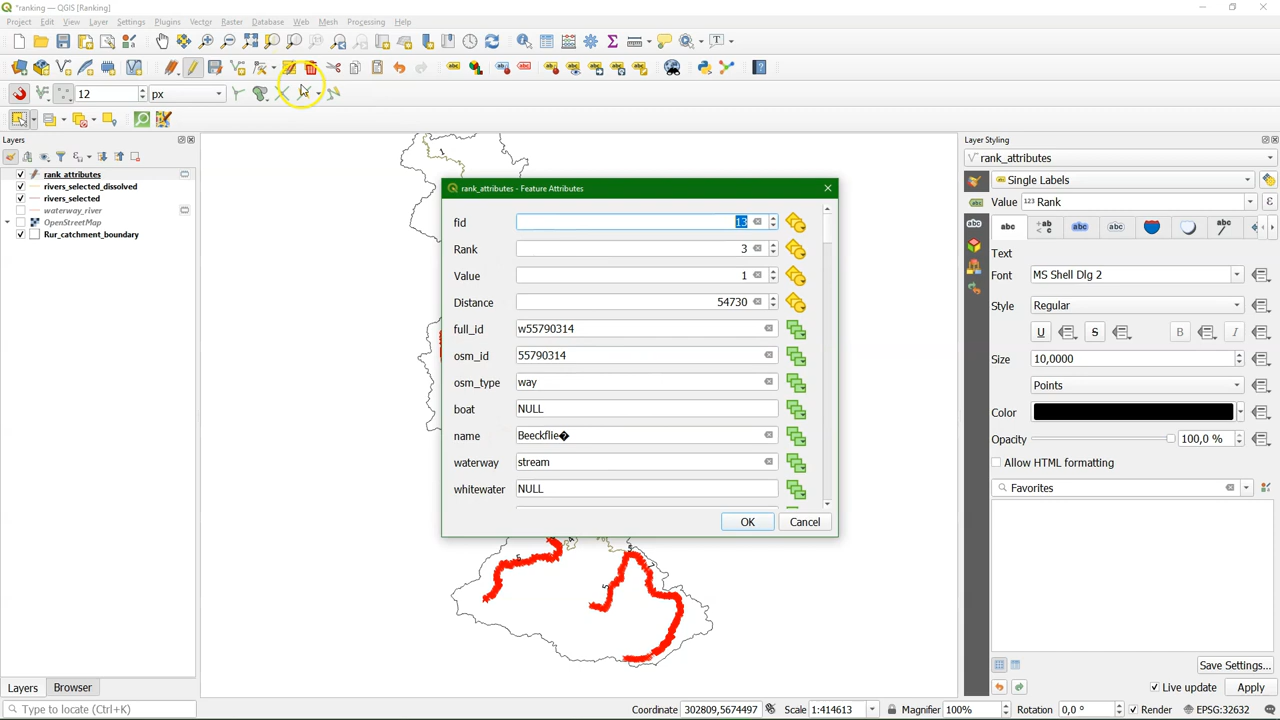 *ranking — QGIS [Ranking]
Project Edit View Layer Settings Plugins Vector Raster Database Web Mesh Processing Help
12 px
Layers
rank_attributes
rivers_selected_dissolved
rivers_selected
waterway_river
OpenStreetMap
Rur_catchment_boundary
rank_attributes - Feature Attributes
fid 13
Rank 3
Value 1
Distance 54730
full_id w55790314
osm_id 55790314
osm_type way
boat NULL
name Beeckflie�
waterway stream
whitewater NULL
OK Cancel
1
5
Layer Styling
rank_attributes
Single Labels
Value 123 Rank
abc
Text
Font MS Shell Dlg 2
Style Regular
U S B I
Size 10,0000
Points
Color
Opacity 100,0 %
Allow HTML formatting
Favorites
Save Settings...
Live update Apply
Layers Browser
Type to locate (Ctrl+K) Coordinate 302809,5674497 Scale 1:414613 Magnifier 100% Rotation 0,0 ° Render EPSG:32632